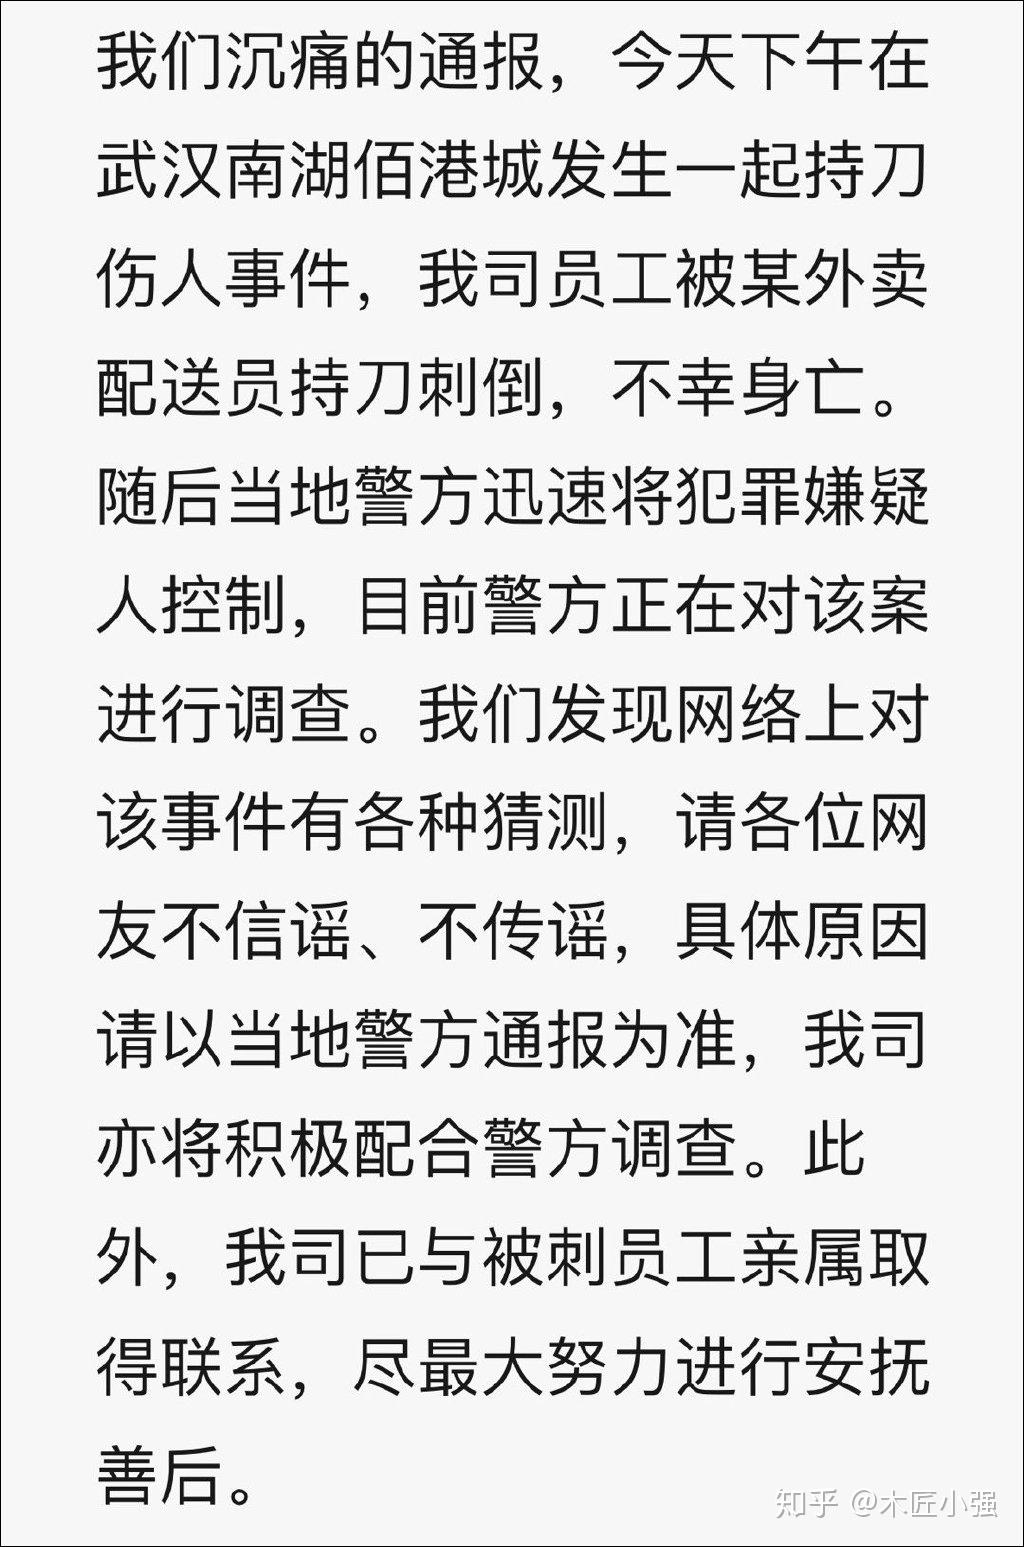 我们沉痛的通报，今天下午在
武汉南湖佰港城发生一起持刀
伤人事件，我司员工被某外卖
配送员持刀刺倒，不幸身亡。
随后当地警方迅速将犯罪嫌疑
人控制，目前警方正在对该案
进行调查。我们发现网络上对
该事件有各种猜测，请各位网
友不信谣、不传谣，具体原因
请以当地警方通报为准，我司
亦将积极配合警方调查。此
外，我司已与被刺员工亲属取
得联系，尽最大努力进行安抚
善后。
知乎 @木匠小强